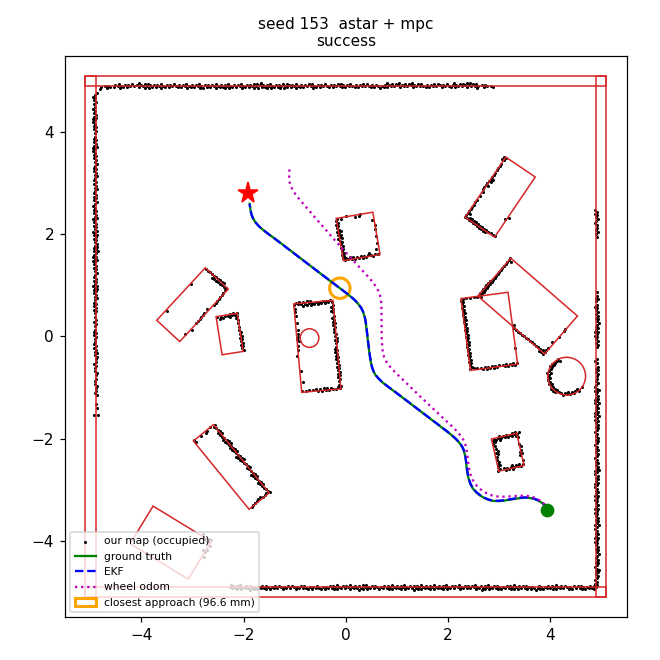 seed 153  astar + mpc
success
4
2
0
−2
−4
−4
−2
0
2
4
our map (occupied)
ground truth
EKF
wheel odom
closest approach (96.6 mm)